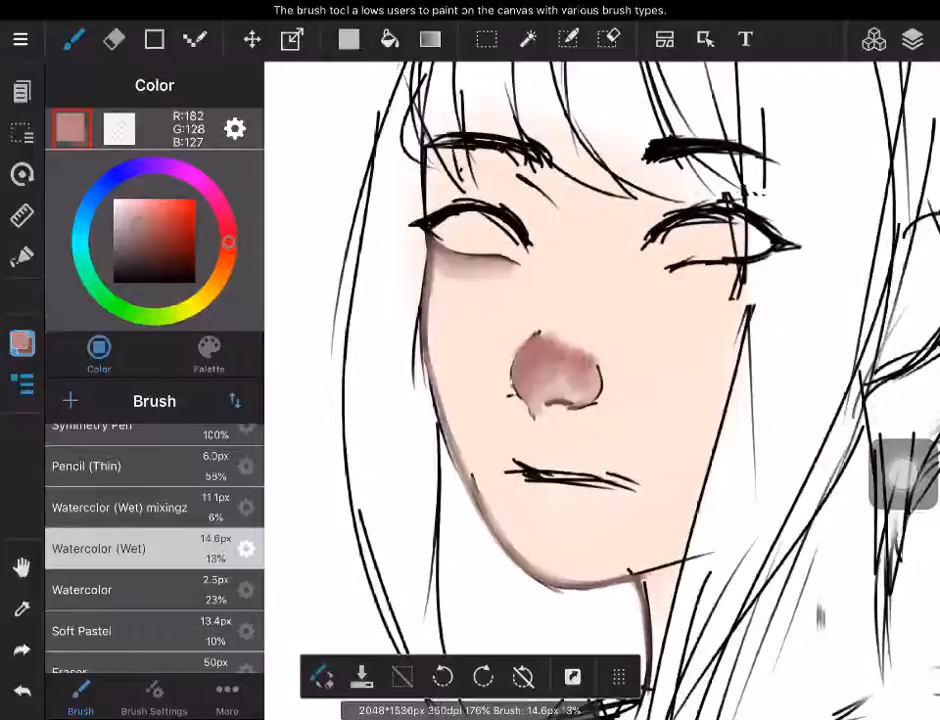 The brush tocl a lows users to paint on the canvas with various brush types.
T
Color
R:182
G:128
B:127
Color
Palette
Brush
Symmetry Pen
100%
6.0px
Pencil (Thin)
58%
11.1px
Watercolor (Wet) mixingz
6%
14.6px
Watercolor (Wet)
13%
2.5px
Watercolor
23%
13.4px
Soft Pastel
10%
50px
Eraser
Brush
Brush Settings
More
2048*1536px 350dpi 176% Brush: 14.6px 13%